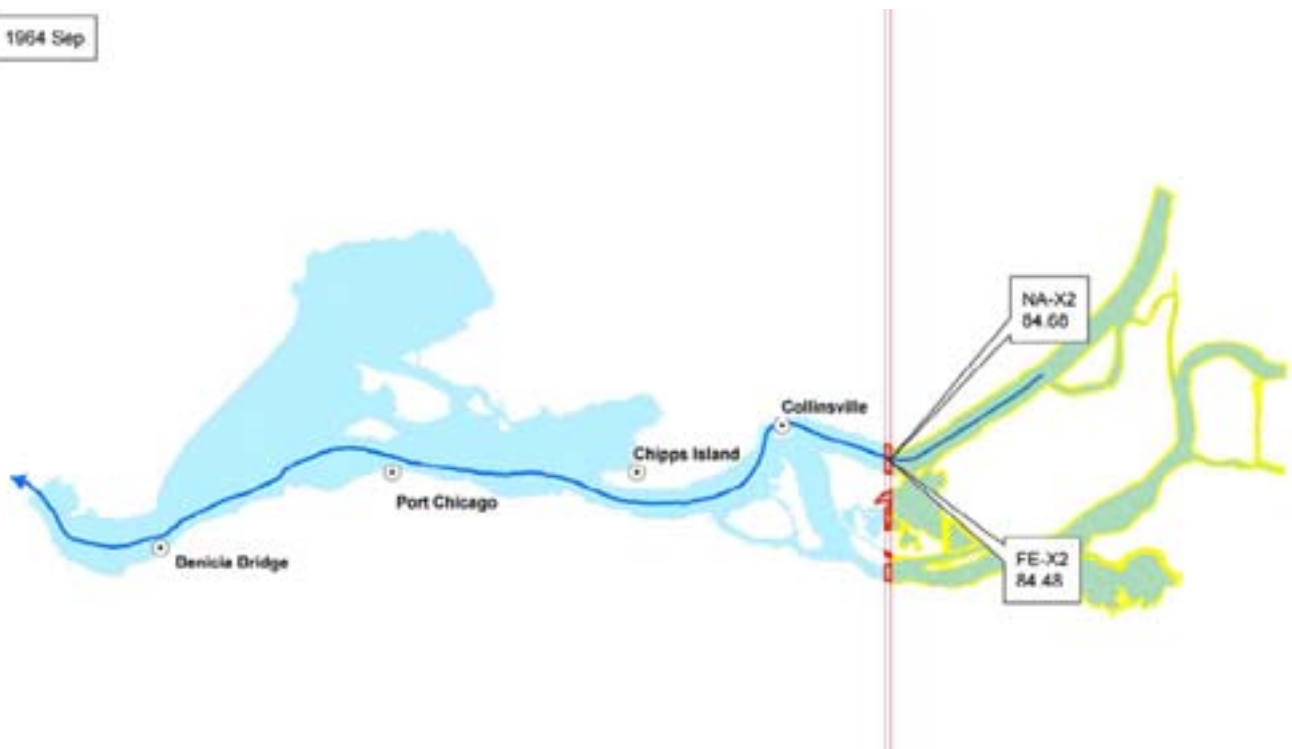 1964 Sep
NA-X2
84.68
Collinsville
Chipps Island
Port Chicago
Benicia Bridge
FE-X2
84.48